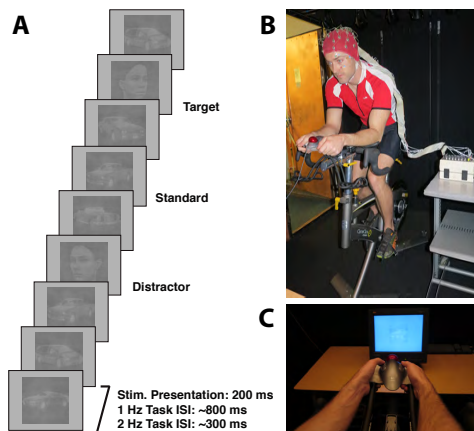 A
B
Target
Standard
Distractor
C
Stim. Presentation: 200 ms
1 Hz Task ISI: ~800 ms
2 Hz Task ISI: ~300 ms